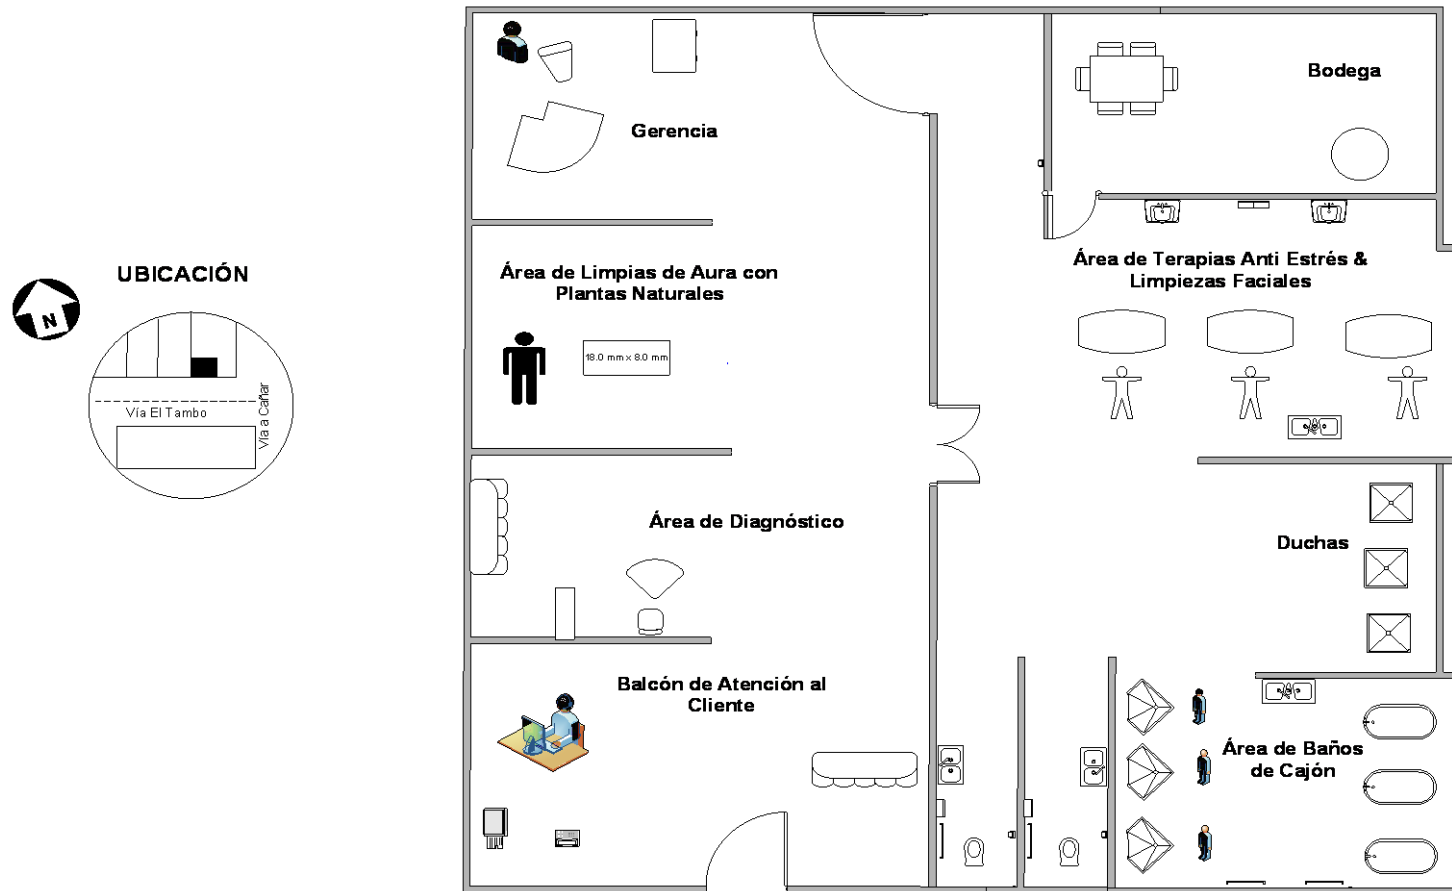 Bodega
Gerencia
UBICACIÓN
N
Vía El Tambo
Vía a Cañar
Área de Limpias de Aura con
Plantas Naturales
18.0 mm x 8.0 mm
Área de Terapias Anti Estrés &
Limpiezas Faciales
Área de Diagnóstico
Duchas
Balcón de Atención al
Cliente
Área de Baños
de Cajón